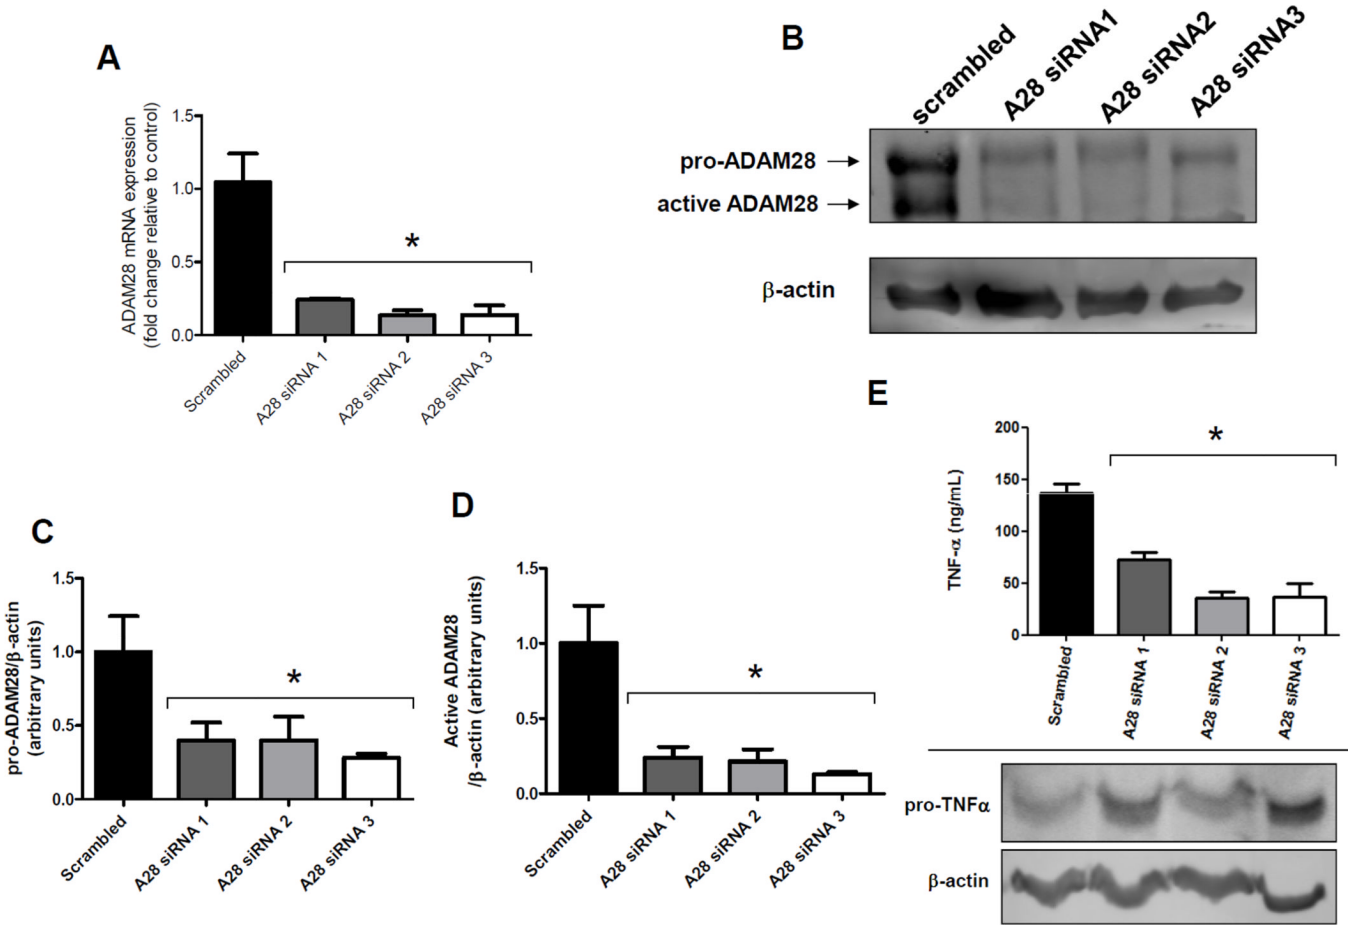 A
ADAM28 mRNA expression
(fold change relative to control)
1.5
1.0
0.5
0.0
*
Scrambled
A28 siRNA 1
A28 siRNA 2
A28 siRNA 3
B
scrambled
A28 siRNA1
A28 siRNA2
A28 siRNA3
pro-ADAM28
active ADAM28
β-actin
C
pro-ADAM28/β-actin
(arbitrary units)
1.5
1.0
0.5
0.0
*
Scrambled
A28 siRNA 1
A28 siRNA 2
A28 siRNA 3
D
Active ADAM28
/β-actin (arbitrary units)
1.5
1.0
0.5
0.0
*
Scrambled
A28 siRNA 1
A28 siRNA 2
A28 siRNA 3
E
TNF-α (ng/mL)
200
150
100
50
0
*
Scrambled
A28 siRNA 1
A28 siRNA 2
A28 siRNA 3
pro-TNFα
β-actin